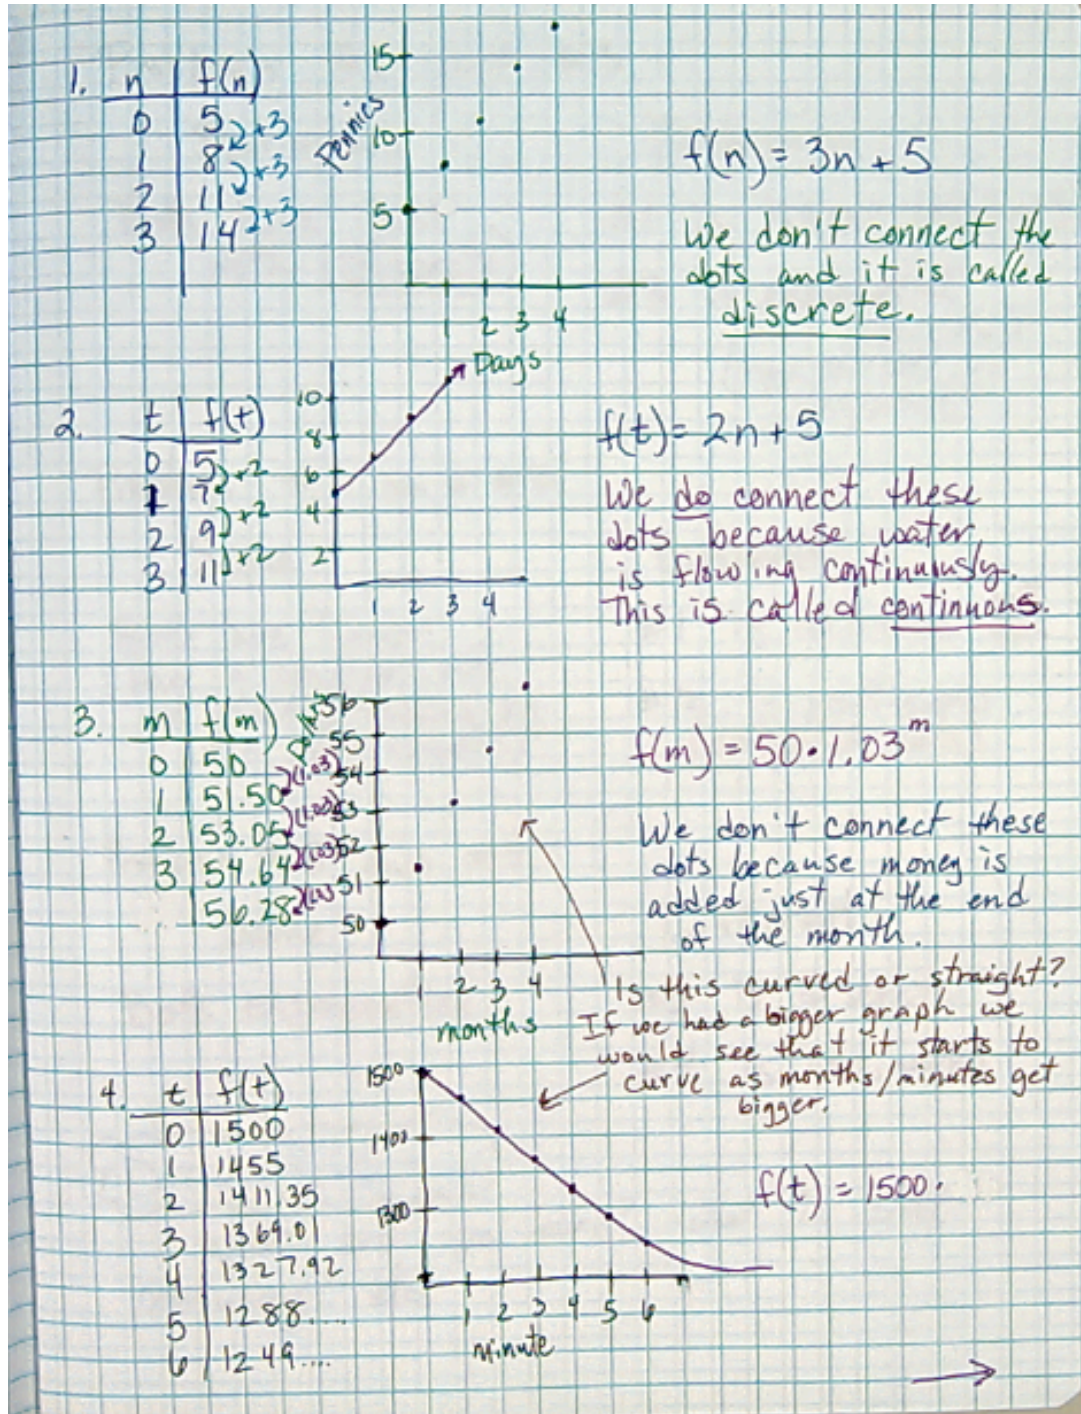 1. n f(n)
0 5
1 8
2 11
3 14
+3
+3
+3
Pennies
15
10
5
1 2 3 4
Days
f(n) = 3n + 5
We don't connect the
dots and it is called
discrete.
2. t f(t)
0 5
1 7
2 9
3 11
+2
+2
+2
10
8
6
4
2
1 2 3 4
f(t) = 2n + 5
We do connect these
dots because water
is flowing continuously.
This is called continuous.
3. m f(m)
0 50
1 51.50
2 53.05
3 54.64
56.28
(1.03)
(1.03)
(1.03)
56
55
54
53
52
51
50
1 2 3 4
months
f(m) = 50·1.03^m
We don't connect these
dots because money is
added just at the end
of the month.
Is this curved or straight?
If we had a bigger graph we
would see that it starts to
curve as months/minutes get
bigger.
4. t f(t)
0 1500
1 1455
2 1411.35
3 1369.01
4 1327.92
5 1288....
6 1249....
1500
1400
1300
1 2 3 4 5 6
minute
f(t) = 1500·